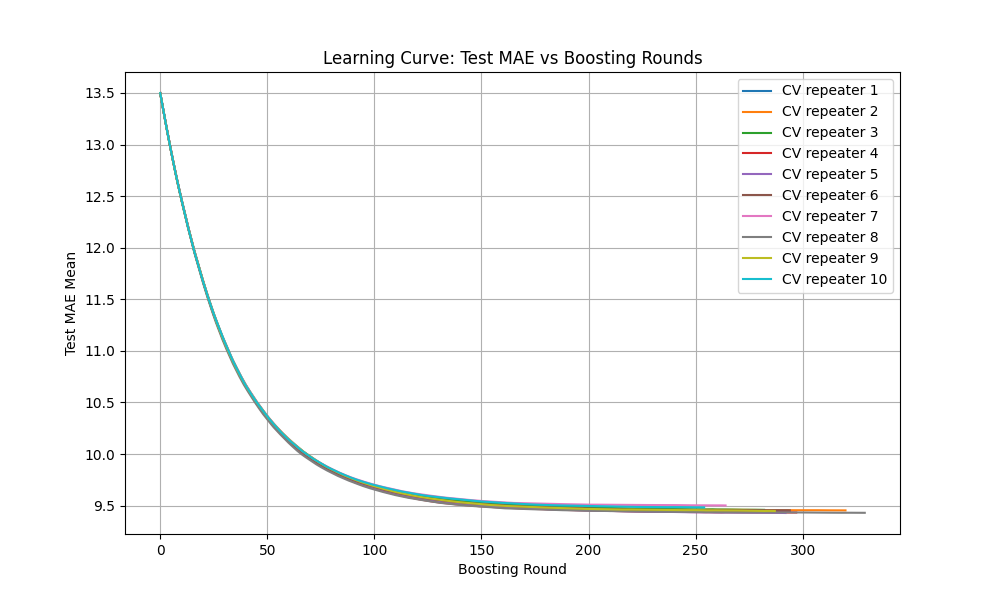 Learning Curve: Test MAE vs Boosting Rounds
Test MAE Mean
13.5
13.0
12.5
12.0
11.5
11.0
10.5
10.0
9.5
CV repeater 1
CV repeater 2
CV repeater 3
CV repeater 4
CV repeater 5
CV repeater 6
CV repeater 7
CV repeater 8
CV repeater 9
CV repeater 10
0 50 100 150 200 250 300
Boosting Round